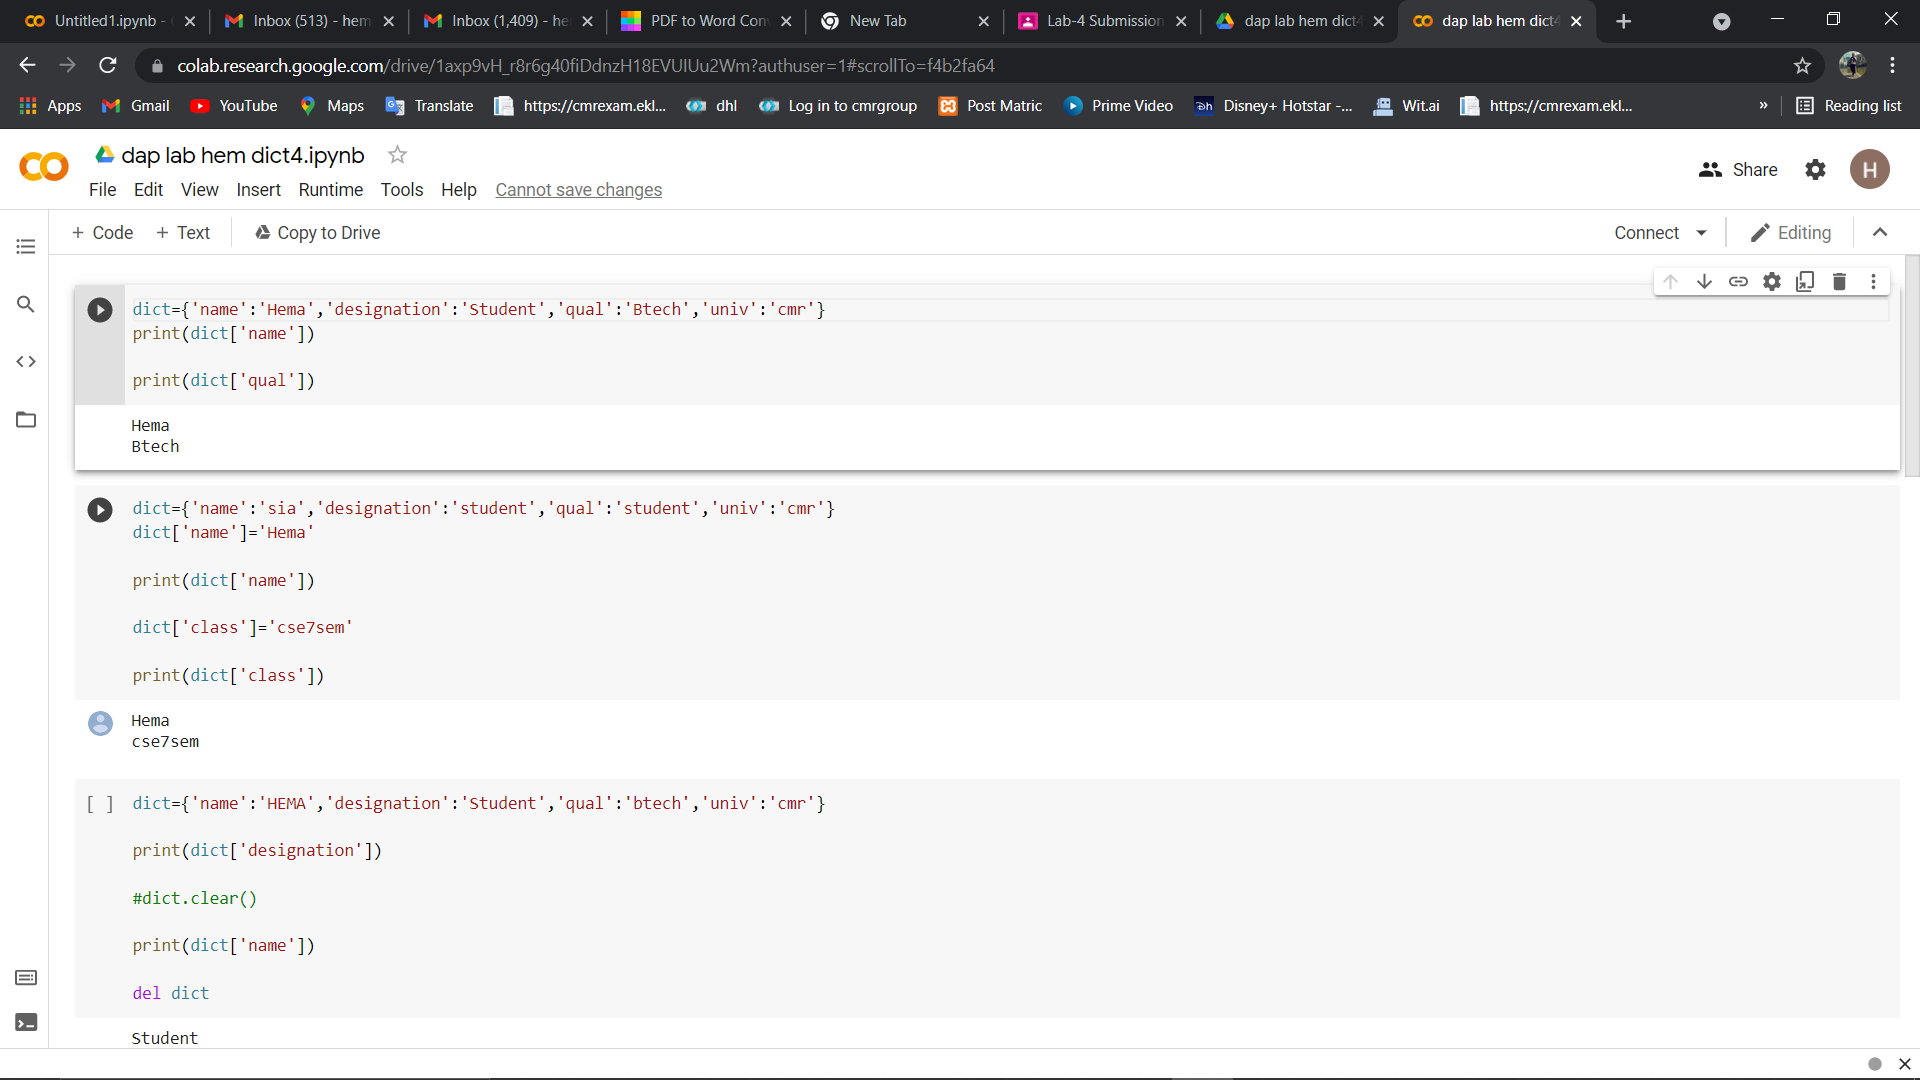 Untitled1.ipynb -
Inbox (513) - hem
Inbox (1,409) - he
PDF to Word Con
New Tab
Lab-4 Submission
dap lab hem dict4
dap lab hem dict4
colab.research.google.com/drive/1axp9vH_r8r6g40fiDdnzH18EVUIUu2Wm?authuser=1#scrollTo=f4b2fa64
Apps
Gmail
YouTube
Maps
Translate
https://cmrexam.ekl...
dhl
Log in to cmrgroup
Post Matric
Prime Video
Disney+ Hotstar -...
Wit.ai
https://cmrexam.ekl...
»
Reading list
dap lab hem dict4.ipynb
Share
H
File Edit View Insert Runtime Tools Help Cannot save changes
+ Code + Text Copy to Drive
Connect
Editing
dict={'name':'Hema','designation':'Student','qual':'Btech','univ':'cmr'}
print(dict['name'])
print(dict['qual'])
Hema
Btech
dict={'name':'sia','designation':'student','qual':'student','univ':'cmr'}
dict['name']='Hema'
print(dict['name'])
dict['class']='cse7sem'
print(dict['class'])
Hema
cse7sem
[ ] dict={'name':'HEMA','designation':'Student','qual':'btech','univ':'cmr'}
print(dict['designation'])
#dict.clear()
print(dict['name'])
del dict
Student